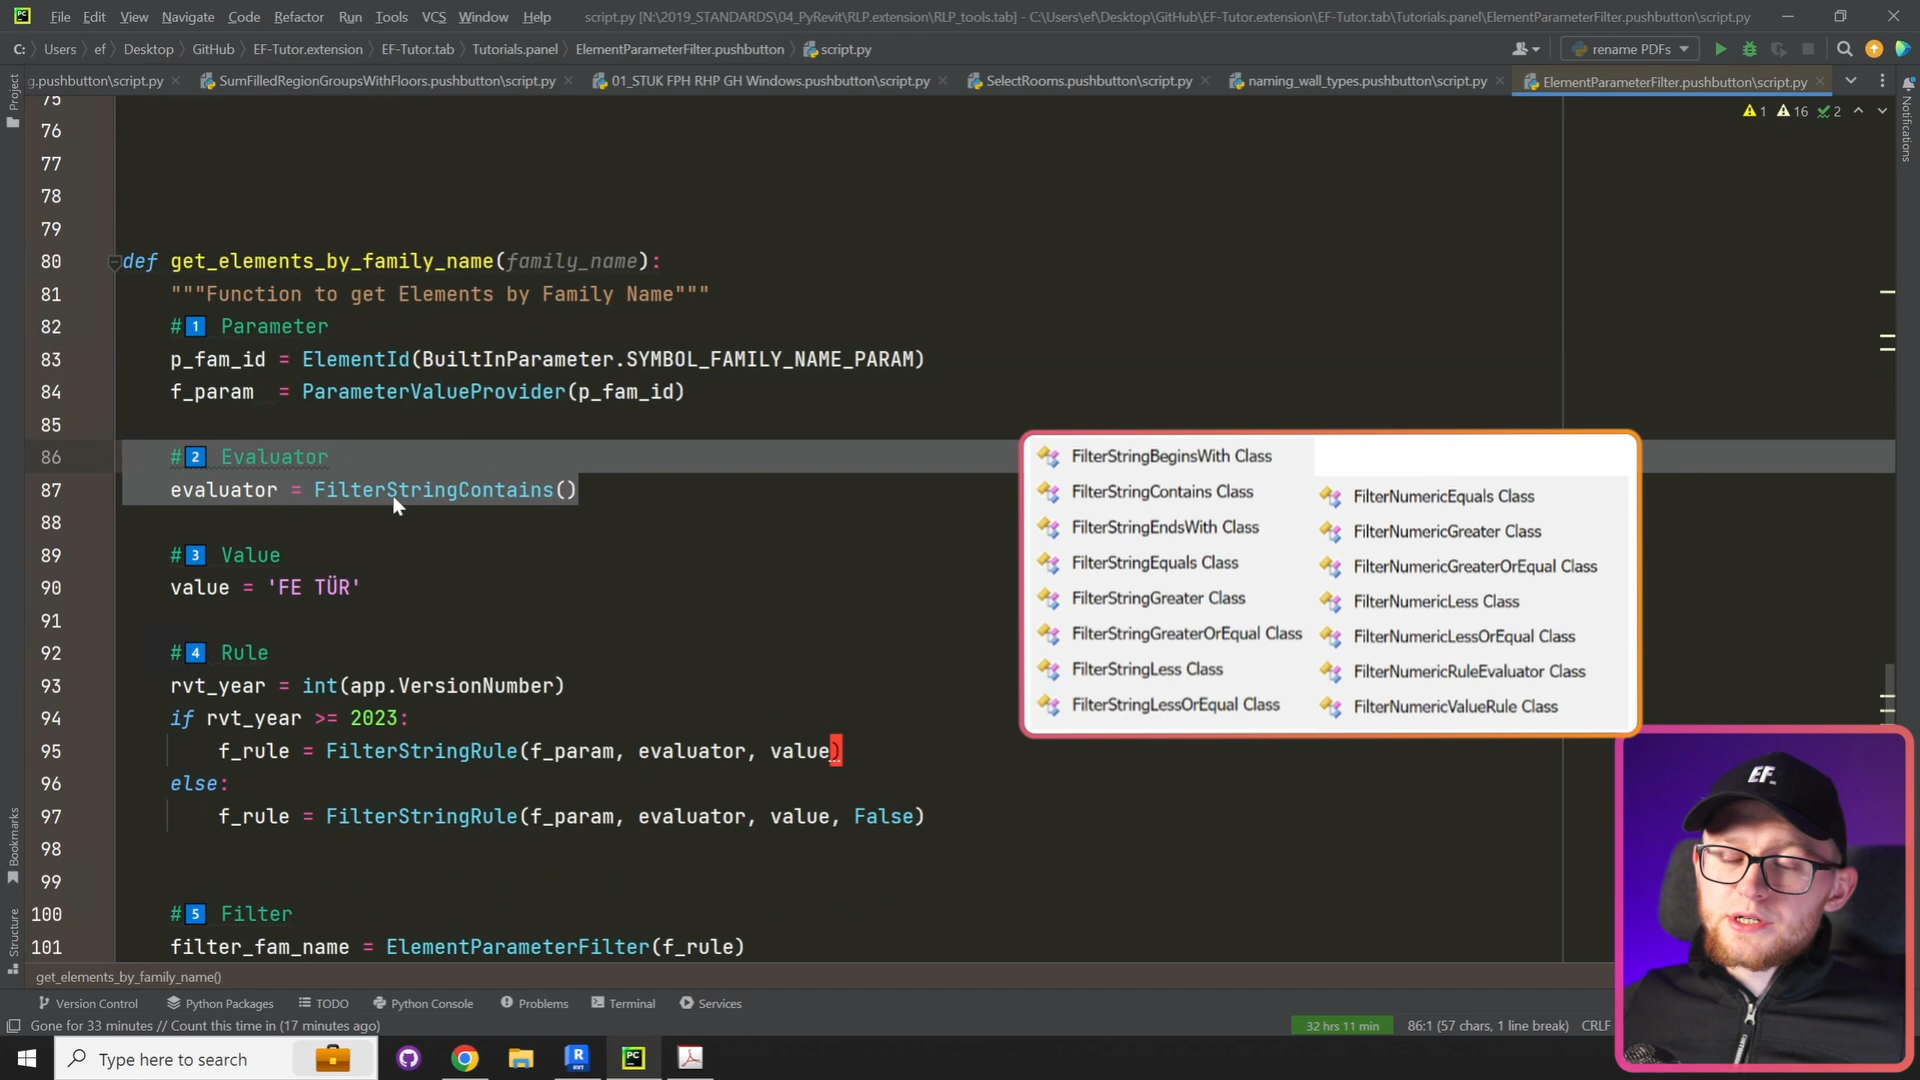 PC File Edit View Navigate Code Refactor Run Tools VCS Window Help script.py [N:\2019_STANDARDS\04_PyRevit\RLP.extension\RLP_tools.tab] - C:\Users\ef\Desktop\GitHub\EF-Tutor.extension\EF-Tutor.tab\Tutorials.panel\ElementParameterFilter.pushbutton\script.py
C: Users ef Desktop GitHub EF-Tutor.extension EF-Tutor.tab Tutorials.panel ElementParameterFilter.pushbutton script.py rename PDFs
g.pushbutton\script.py SumFilledRegionGroupsWithFloors.pushbutton\script.py 01_STUK FPH RHP GH Windows.pushbutton\script.py SelectRooms.pushbutton\script.py naming_wall_types.pushbutton\script.py ElementParameterFilter.pushbutton\script.py
Project
Notifications
1 16 2
75
76
77
78
79
80 def get_elements_by_family_name(family_name):
81 """Function to get Elements by Family Name"""
82 #1 Parameter
83 p_fam_id = ElementId(BuiltInParameter.SYMBOL_FAMILY_NAME_PARAM)
84 f_param = ParameterValueProvider(p_fam_id)
85
86 #2 Evaluator
87 evaluator = FilterStringContains()
88
89 #3 Value
90 value = 'FE TÜR'
91
92 #4 Rule
93 rvt_year = int(app.VersionNumber)
94 if rvt_year >= 2023:
95 f_rule = FilterStringRule(f_param, evaluator, value)
96 else:
97 f_rule = FilterStringRule(f_param, evaluator, value, False)
98
99
100 #5 Filter
101 filter_fam_name = ElementParameterFilter(f_rule)
FilterStringBeginsWith Class
FilterStringContains Class
FilterStringEndsWith Class
FilterStringEquals Class
FilterStringGreater Class
FilterStringGreaterOrEqual Class
FilterStringLess Class
FilterStringLessOrEqual Class
FilterNumericEquals Class
FilterNumericGreater Class
FilterNumericGreaterOrEqual Class
FilterNumericLess Class
FilterNumericLessOrEqual Class
FilterNumericRuleEvaluator Class
FilterNumericValueRule Class
EF.
Bookmarks
Structure
get_elements_by_family_name()
Version Control Python Packages TODO Python Console Problems Terminal Services
Gone for 33 minutes // Count this time in (17 minutes ago) 32 hrs 11 min 86:1 (57 chars, 1 line break) CRLF
Type here to search R RVT PC